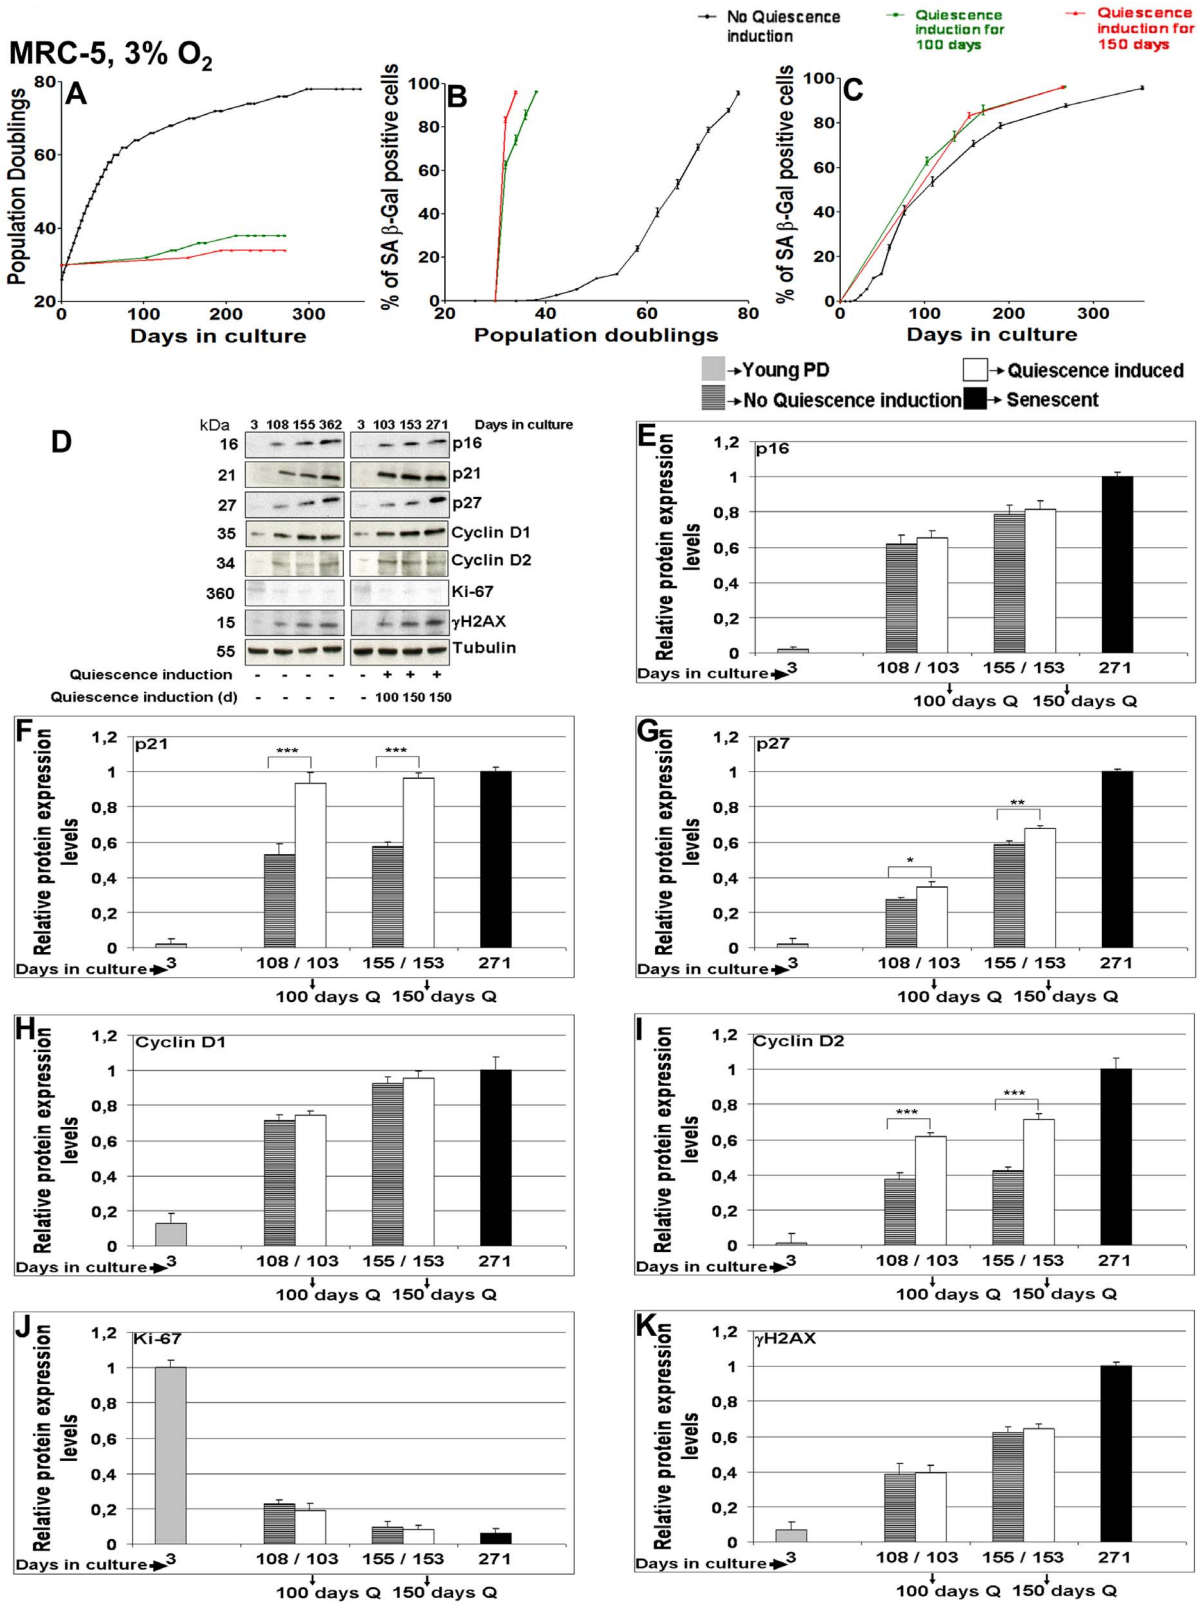 No Quiescence
induction
Quiescence
induction for
100 days
Quiescence
induction for
150 days
MRC-5, 3% O₂
A
Population Doublings
80
60
40
20
0 100 200 300
Days in culture
B
% of SA β-Gal positive cells
100
80
60
40
20
0
20 40 60 80
Population doublings
C
% of SA β-Gal positive cells
100
80
60
40
20
0
0 100 200 300
Days in culture
→Young PD
→Quiescence induced
→No Quiescence induction
→Senescent
D
kDa 3 108 155 362 3 103 153 271 Days in culture
16 p16
21 p21
27 p27
35 Cyclin D1
34 Cyclin D2
360 Ki-67
15 γH2AX
55 Tubulin
Quiescence induction - - - - - + + +
Quiescence induction (d) - - - - - 100 150 150
E
p16
Relative protein expression
levels
1,2
1
0,8
0,6
0,4
0,2
0
Days in culture→3 108 / 103 155 / 153 271
100 days Q 150 days Q
F
p21
Relative protein expression
levels
1,2
1
0,8
0,6
0,4
0,2
0
*** ***
Days in culture→3 108 / 103 155 / 153 271
100 days Q 150 days Q
G
p27
Relative protein expression
levels
1,2
1
0,8
0,6
0,4
0,2
0
* **
Days in culture→3 108 / 103 155 / 153 271
100 days Q 150 days Q
H
Cyclin D1
Relative protein expression
levels
1,2
1
0,8
0,6
0,4
0,2
0
Days in culture→3 108 / 103 155 / 153 271
100 days Q 150 days Q
I
Cyclin D2
Relative protein expression
levels
1,2
1
0,8
0,6
0,4
0,2
0
*** ***
Days in culture→3 108 / 103 155 / 153 271
100 days Q 150 days Q
J
Ki-67
Relative protein expression
levels
1,2
1
0,8
0,6
0,4
0,2
0
Days in culture→3 108 / 103 155 / 153 271
100 days Q 150 days Q
K
γH2AX
Relative protein expression
levels
1,2
1
0,8
0,6
0,4
0,2
0
Days in culture→3 108 / 103 155 / 153 271
100 days Q 150 days Q